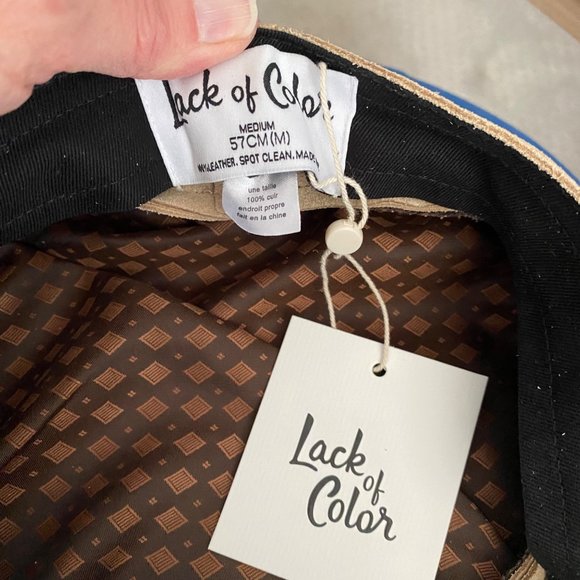 Lack of Color
MEDIUM
57CM (M)
LEATHER. SPOT CLEAN. MADE
une taille
100% cuir
endroit propre
fait en la chine
Lack
of
Color